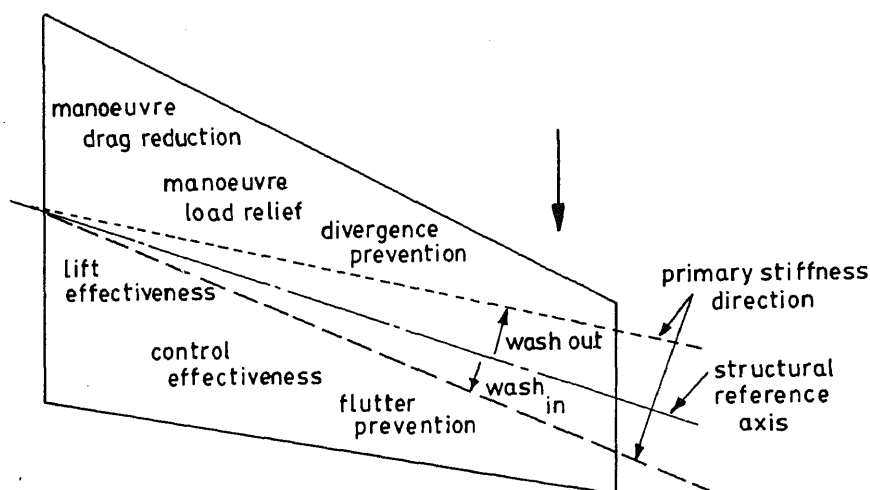 manoeuvre
drag reduction
manoeuvre
load relief
divergence
prevention
lift
effectiveness
control
effectiveness
flutter
prevention
wash out
wash
in
primary stiffness
direction
structural
reference
axis